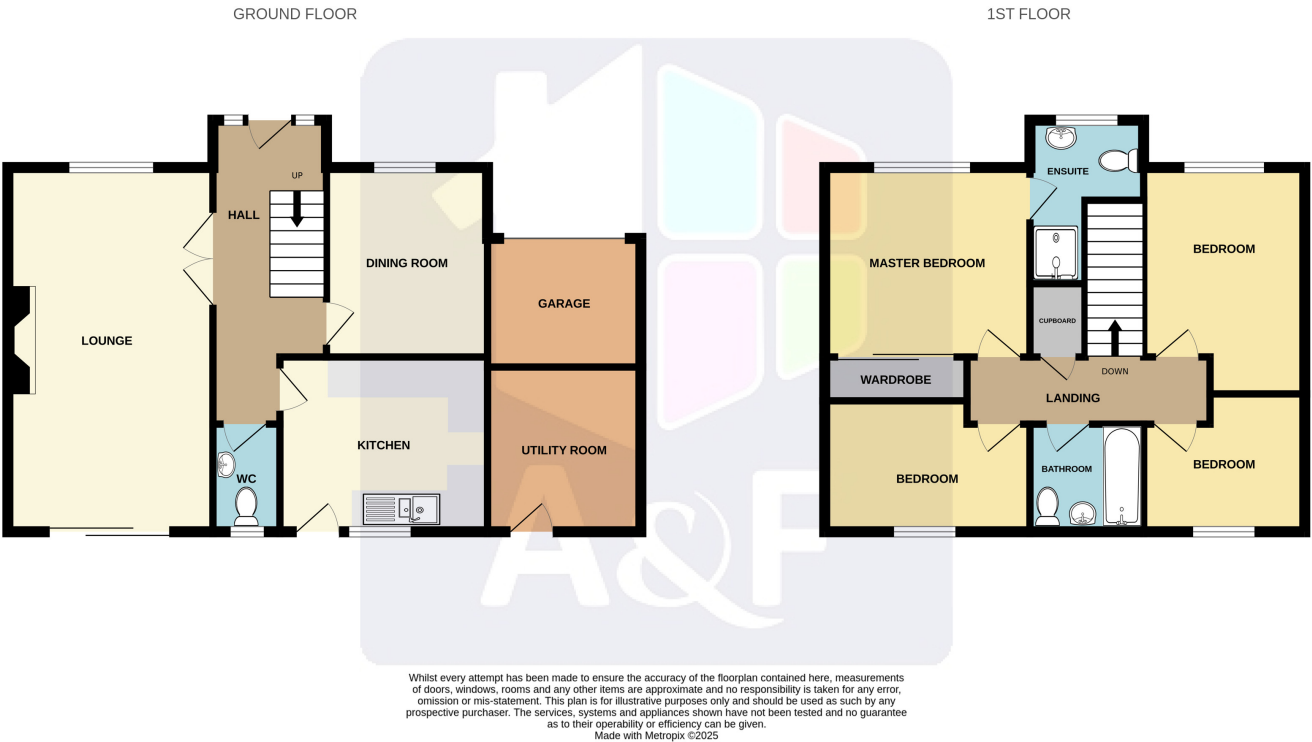 GROUND FLOOR
1ST FLOOR
UP
HALL
DINING ROOM
GARAGE
LOUNGE
KITCHEN
UTILITY ROOM
WC
ENSUITE
BEDROOM
MASTER BEDROOM
CUPBOARD
DOWN
WARDROBE
LANDING
BATHROOM
BEDROOM
BEDROOM
A&F
Whilst every attempt has been made to ensure the accuracy of the floorplan contained here, measurements
of doors, windows, rooms and any other items are approximate and no responsibility is taken for any error,
omission or mis-statement. This plan is for illustrative purposes only and should be used as such by any
prospective purchaser. The services, systems and appliances shown have not been tested and no guarantee
as to their operability or efficiency can be given.
Made with Metropix ©2025